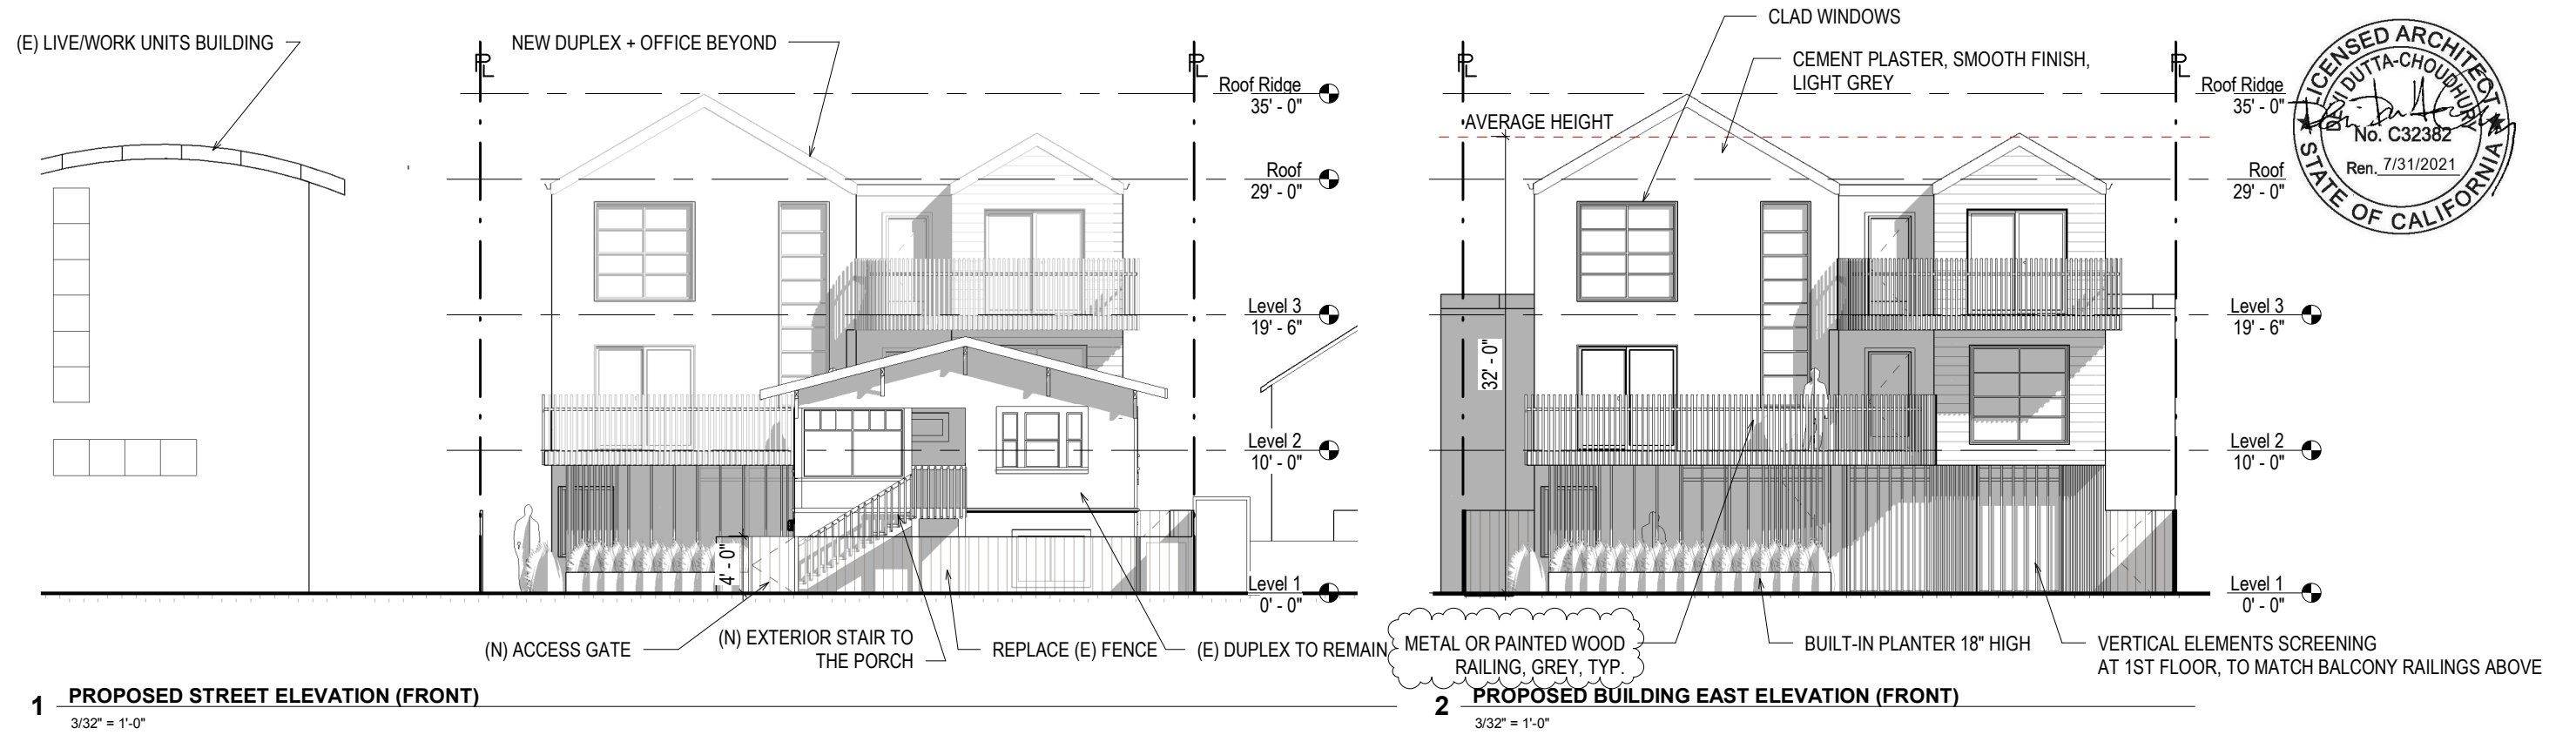 (E) LIVE/WORK UNITS BUILDING
NEW DUPLEX + OFFICE BEYOND
PL
PL
Roof Ridge
35' - 0"
Roof
29' - 0"
Level 3
19' - 6"
Level 2
10' - 0"
Level 1
0' - 0"
4' - 0"
(N) ACCESS GATE
(N) EXTERIOR STAIR TO
THE PORCH
REPLACE (E) FENCE
(E) DUPLEX TO REMAIN
1 PROPOSED STREET ELEVATION (FRONT)
3/32" = 1'-0"
CLAD WINDOWS
CEMENT PLASTER, SMOOTH FINISH,
LIGHT GREY
PL
PL
AVERAGE HEIGHT
32' - 0"
Roof Ridge
35' - 0"
Roof
29' - 0"
Level 3
19' - 6"
Level 2
10' - 0"
Level 1
0' - 0"
METAL OR PAINTED WOOD
RAILING, GREY, TYP.
BUILT-IN PLANTER 18" HIGH
VERTICAL ELEMENTS SCREENING
AT 1ST FLOOR, TO MATCH BALCONY RAILINGS ABOVE
2 PROPOSED BUILDING EAST ELEVATION (FRONT)
3/32" = 1'-0"
LICENSED ARCHITECT
DUTTA-CHOUDHURY
No. C32382
Ren. 7/31/2021
STATE OF CALIFORNIA